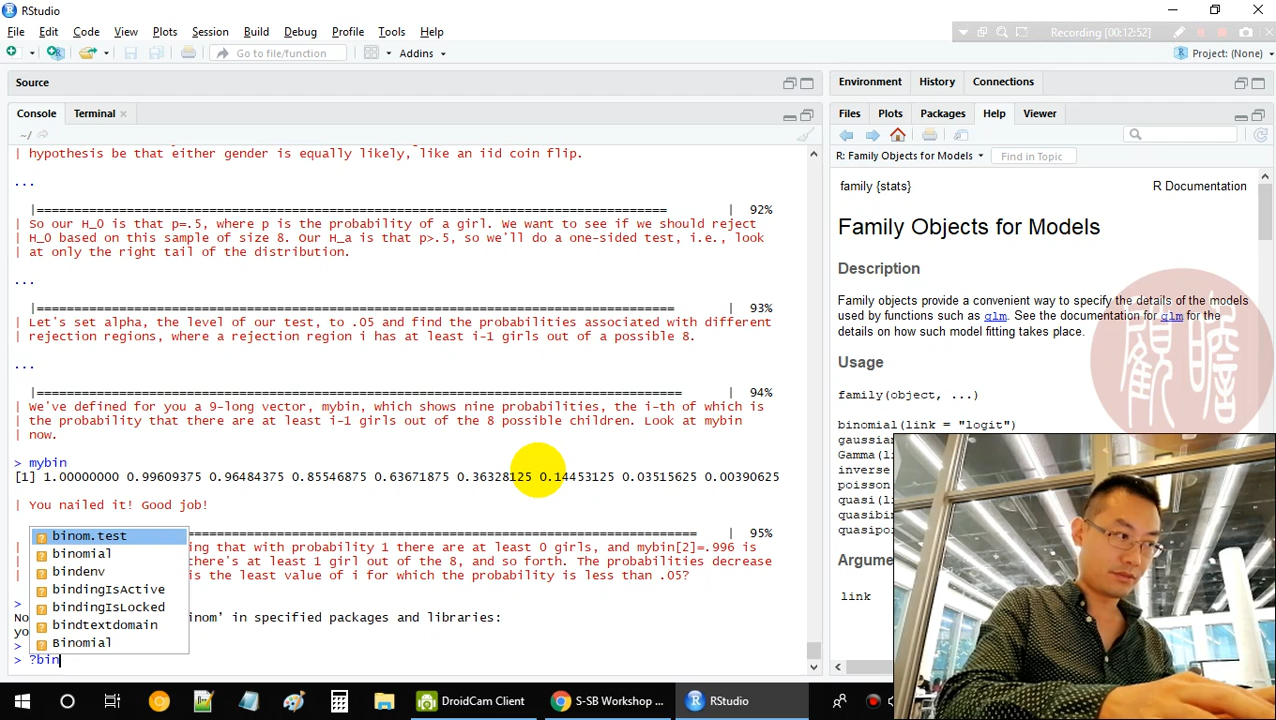 RStudio
File Edit Code View Plots Session Build Debug Profile Tools Help
Recording [00:12:52]
Go to file/function
Addins
Project: (None)
Source
Environment History Connections
Console Terminal
Files Plots Packages Help Viewer
~/
R: Family Objects for Models
Find in Topic
| hypothesis be that either gender is equally likely, like an iid coin flip.
...
|===================================================================================== | 92%
| So our H_0 is that p=.5, where p is the probability of a girl. We want to see if we should reject
| H_0 based on this sample of size 8. Our H_a is that p>.5, so we'll do a one-sided test, i.e., look
| at only the right tail of the distribution.
...
|====================================================================================== | 93%
| Let's set alpha, the level of our test, to .05 and find the probabilities associated with different
| rejection regions, where a rejection region i has at least i-1 girls out of a possible 8.
...
|======================================================================================= | 94%
| We've defined for you a 9-long vector, mybin, which shows nine probabilities, the i-th of which is
| the probability that there are at least i-1 girls out of the 8 possible children. Look at mybin
| now.
> mybin
[1] 1.00000000 0.99609375 0.96484375 0.85546875 0.63671875 0.36328125 0.14453125 0.03515625 0.00390625
| You nailed it! Good job!
| 95%
ing that with probability 1 there are at least 0 girls, and mybin[2]=.996 is
here's at least 1 girl out of the 8, and so forth. The probabilities decrease
is the least value of i for which the probability is less than .05?
>
No
inom' in specified packages and libraries:
yo
>
> ?bin
binom.test
binomial
bindenv
bindingIsActive
bindingIsLocked
bindtextdomain
Binomial
family {stats}
R Documentation
Family Objects for Models
Description
Family objects provide a convenient way to specify the details of the models
used by functions such as glm. See the documentation for glm for the
details on how such model fitting takes place.
Usage
family(object, ...)
binomial(link = "logit")
gaussian
Gamma(li
inverse
poisson
quasi(li
quasibin
quasipoi
Argume
link
DroidCam Client
S-SB Workshop ...
RStudio